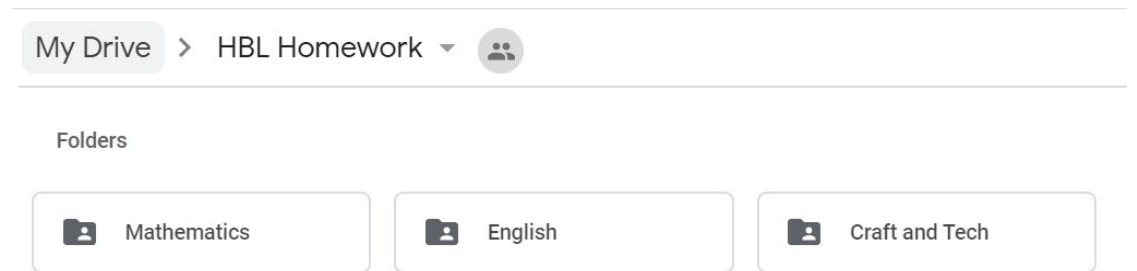 My Drive > HBL Homework
Folders
Mathematics English Craft and Tech